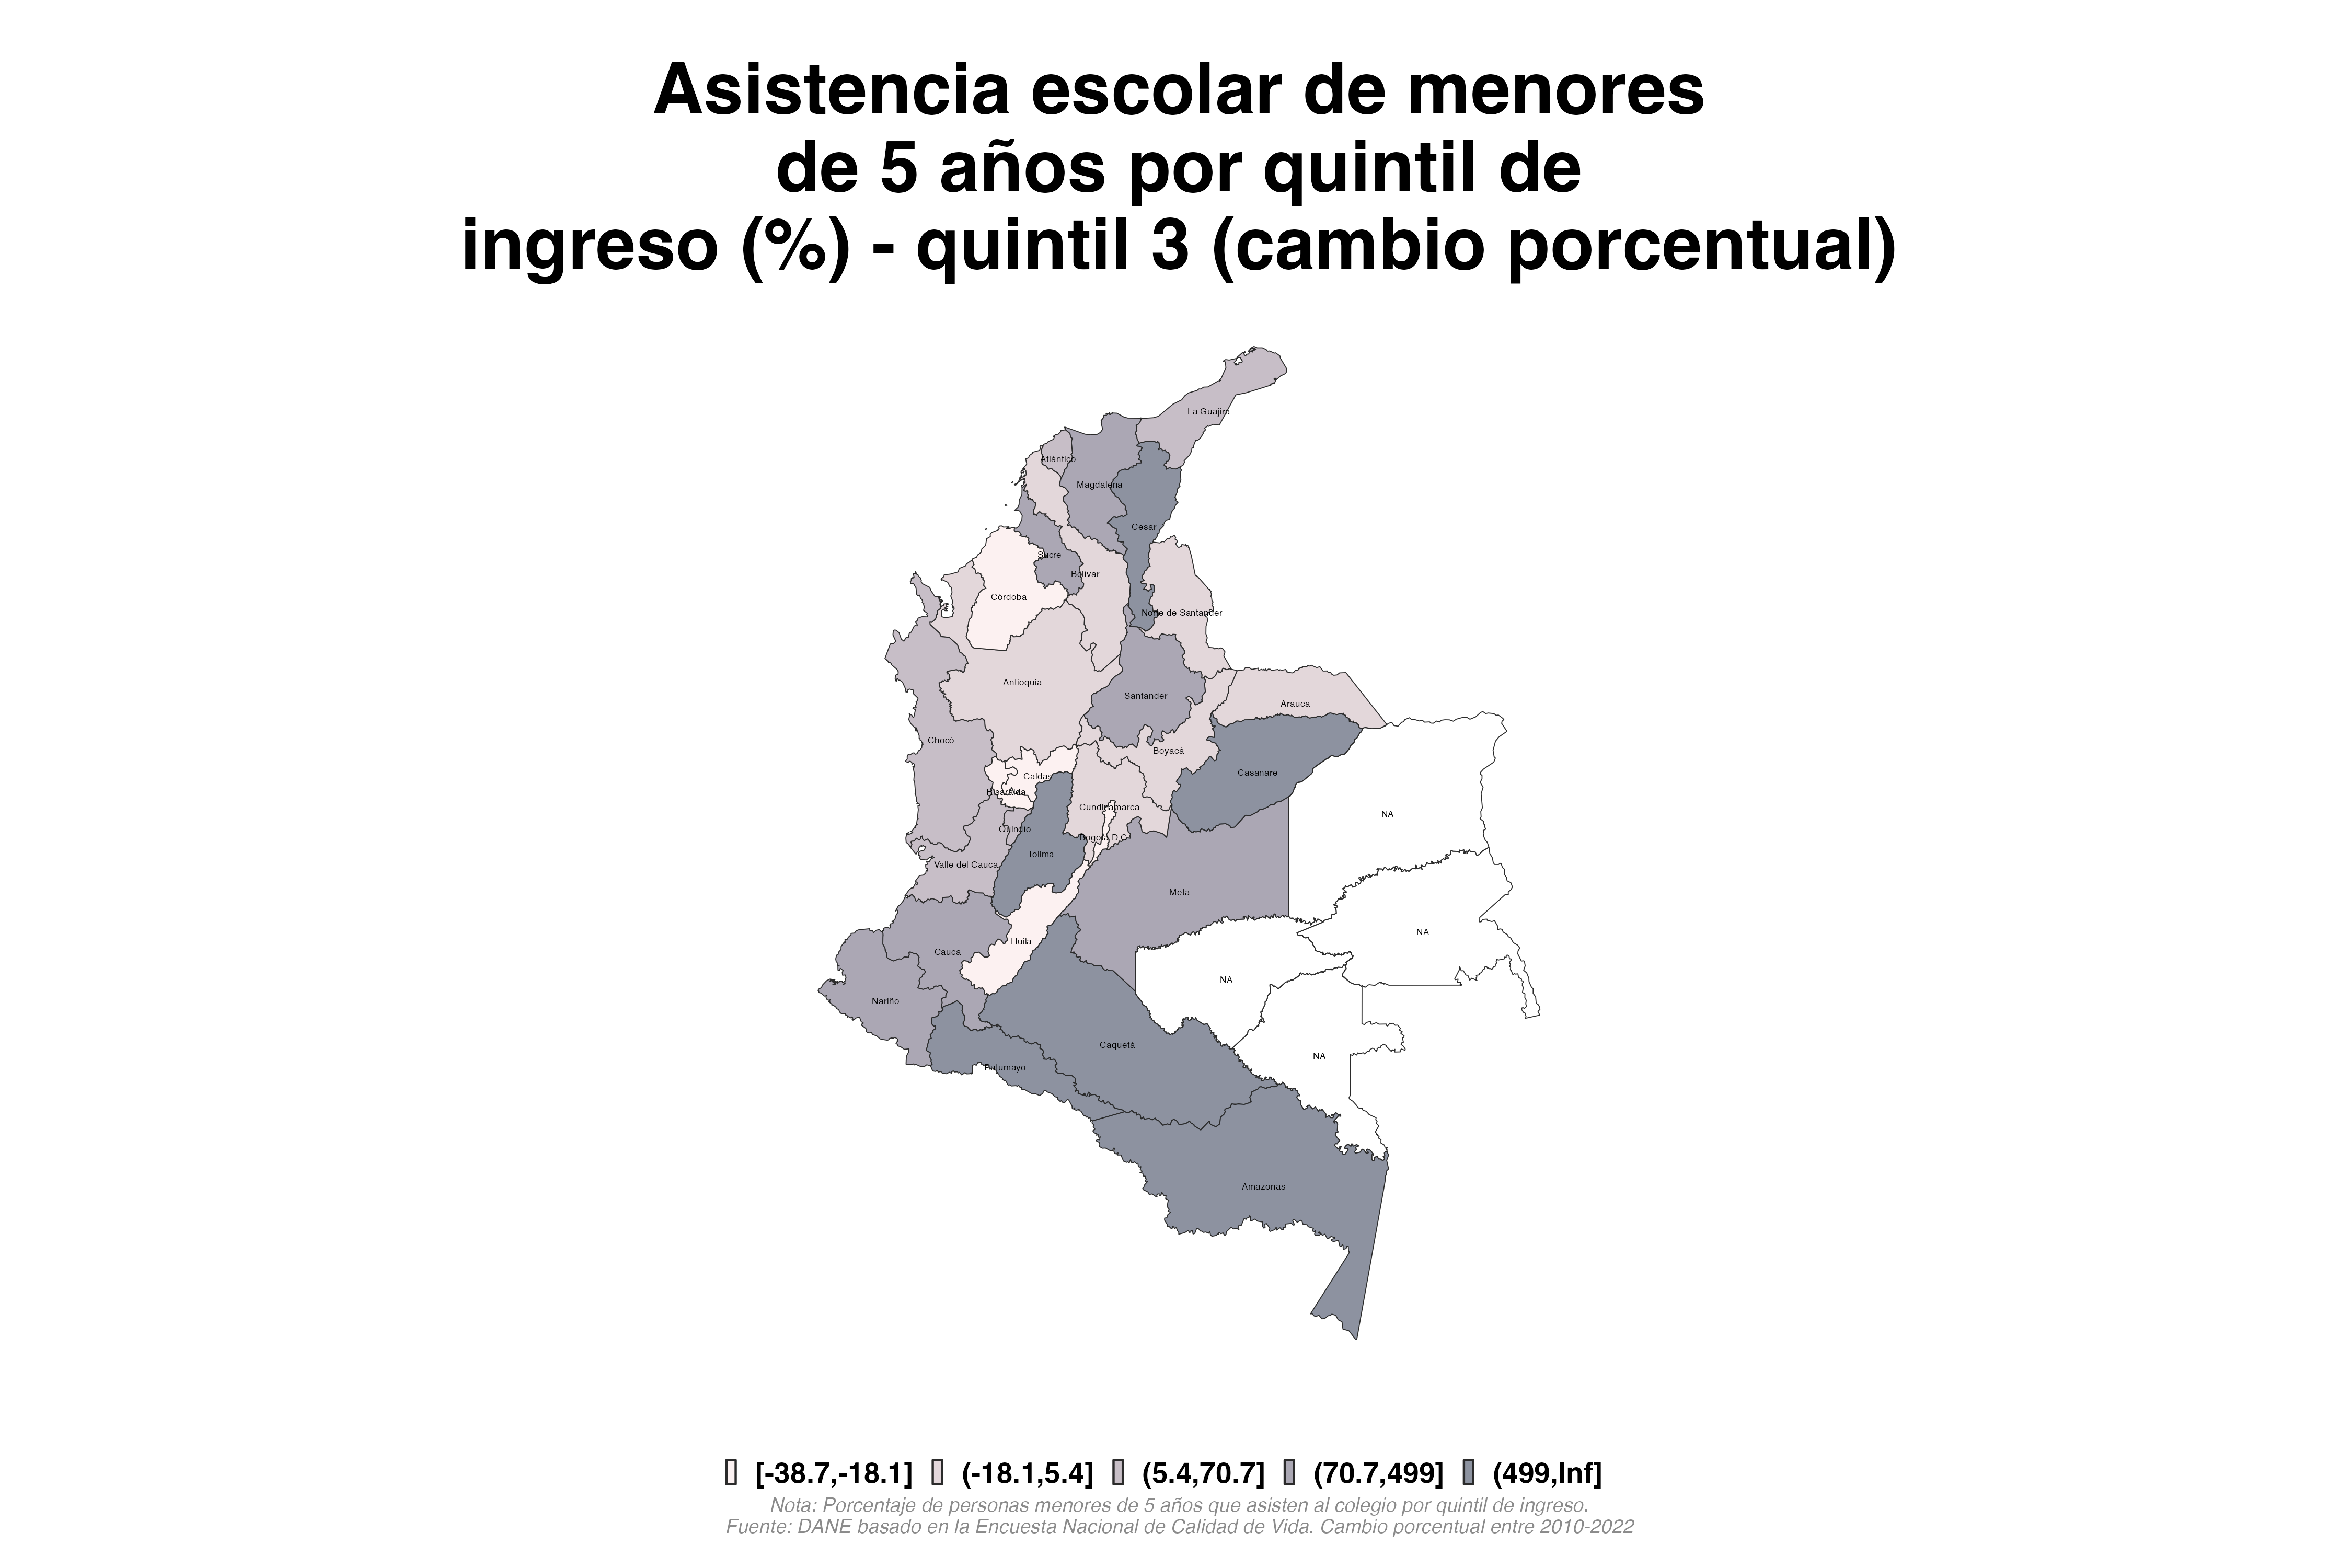 Asistencia escolar de menores
de 5 años por quintil de
ingreso (%) - quintil 3 (cambio porcentual)
La Guajira
Atlántico
Magdalena
Cesar
Sucre
Bolívar
Córdoba
Norte de Santander
Antioquia
Santander
Arauca
Chocó
Boyacá
Casanare
Caldas
Risaralda
Cundinamarca
NA
Quindío
Bogotá D.C.
Tolima
Valle del Cauca
Meta
NA
Huila
Cauca
NA
Nariño
Caquetá
NA
Putumayo
Amazonas
[-38.7,-18.1] (-18.1,5.4] (5.4,70.7] (70.7,499] (499,Inf]
Nota: Porcentaje de personas menores de 5 años que asisten al colegio por quintil de ingreso.
Fuente: DANE basado en la Encuesta Nacional de Calidad de Vida. Cambio porcentual entre 2010-2022